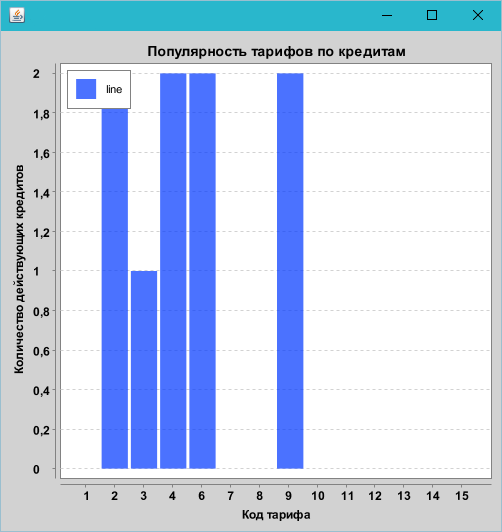 Популярность тарифов по кредитам
line
Количество действующих кредитов
2
1,8
1,6
1,4
1,2
1
0,8
0,6
0,4
0,2
0
1 2 3 4 6 7 8 9 10 11 12 13 14 15
Код тарифа